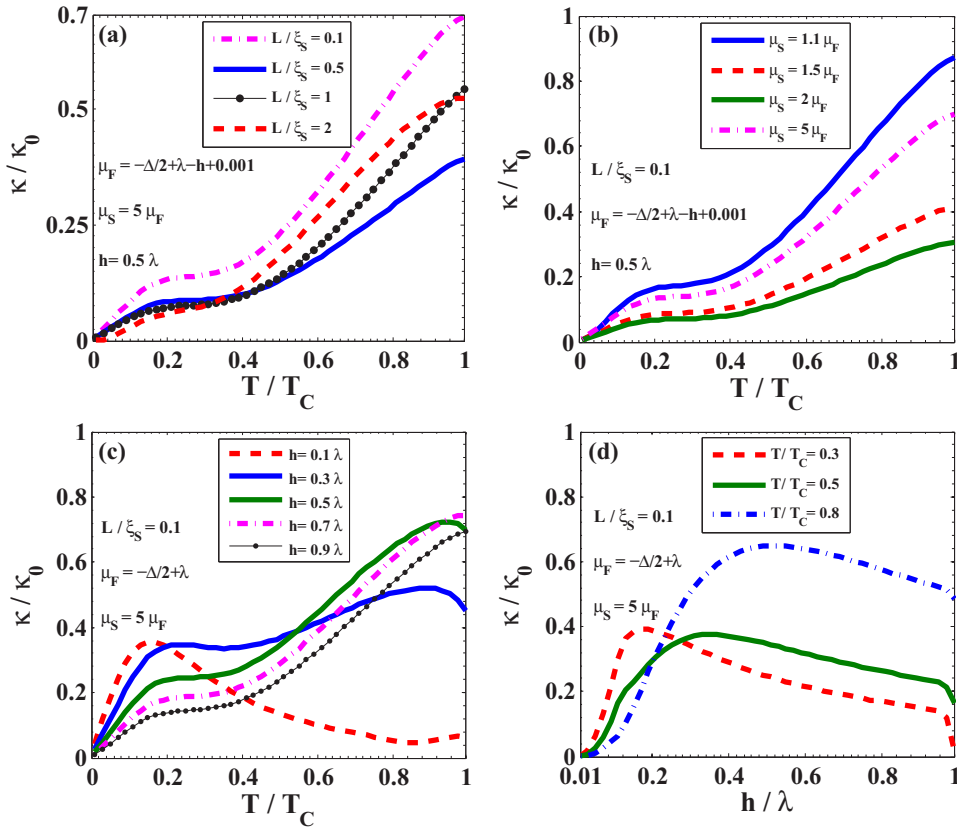 (a)
L / ξS = 0.1
L / ξS = 0.5
L / ξS = 1
L / ξS = 2
μF = −Δ/2+λ−h+0.001
μS = 5 μF
h= 0.5 λ
κ / κ0
0.7
0.5
0.25
0
0 0.2 0.4 0.6 0.8 1
T / TC
(b)
μS = 1.1 μF
μS = 1.5 μF
μS = 2 μF
μS = 5 μF
L / ξS = 0.1
μF = −Δ/2+λ−h+0.001
h= 0.5 λ
κ / κ0
1
0.8
0.6
0.4
0.2
0
0 0.2 0.4 0.6 0.8 1
T / TC
(c)
h= 0.1 λ
h= 0.3 λ
h= 0.5 λ
h= 0.7 λ
h= 0.9 λ
L / ξS = 0.1
μF = −Δ/2+λ
μS = 5 μF
κ / κ0
1
0.8
0.6
0.4
0.2
0
0 0.2 0.4 0.6 0.8 1
T / TC
(d)
T/ TC = 0.3
T/ TC = 0.5
T/ TC = 0.8
L / ξS = 0.1
μF = −Δ/2+λ
μS = 5 μF
κ / κ0
1
0.8
0.6
0.4
0.2
0
0.01 0.2 0.4 0.6 0.8 1
h / λ